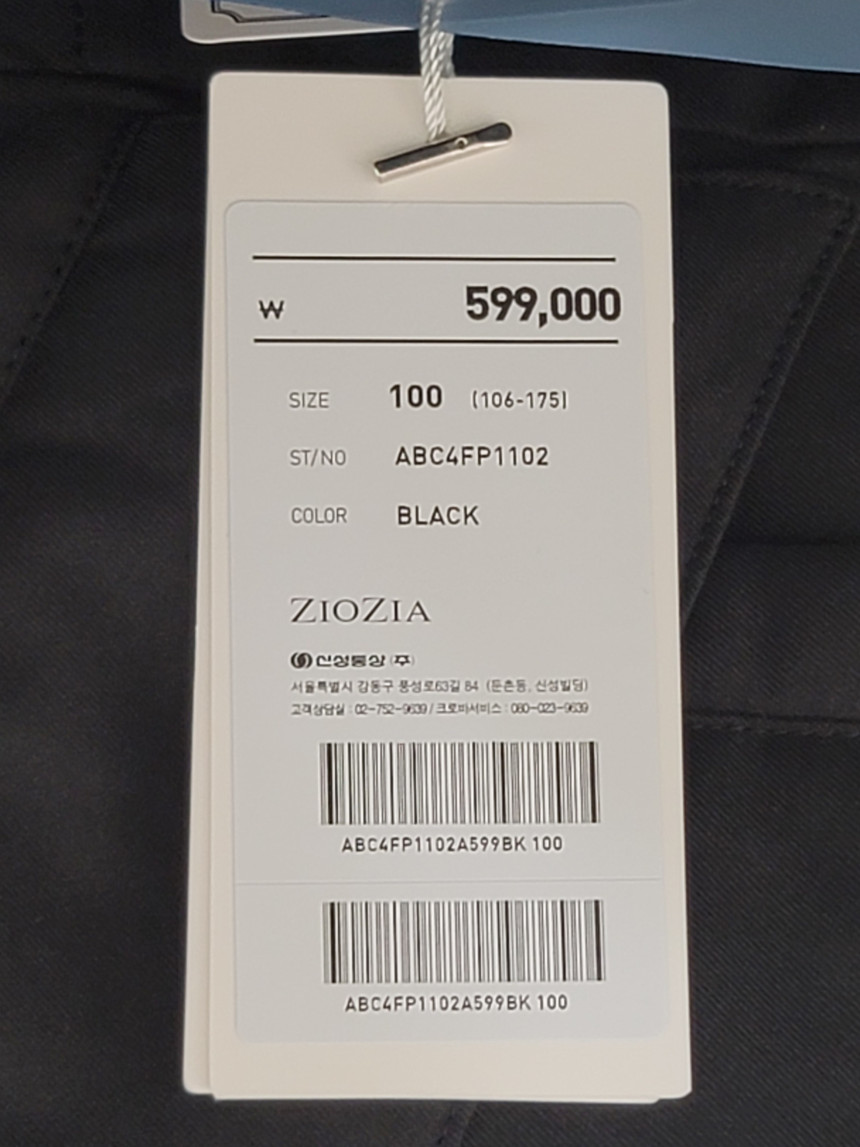 ₩ 599,000
SIZE 100 (106-175)
ST/NO ABC4FP1102
COLOR BLACK
ZIOZIA
신성통상 (주)
서울특별시 강동구 풍성로63길 84 (둔촌동, 신성빌딩)
고객상담실 : 02-752-9639 / 크로바서비스 : 080-023-9639
ABC4FP1102A599BK 100
ABC4FP1102A599BK 100